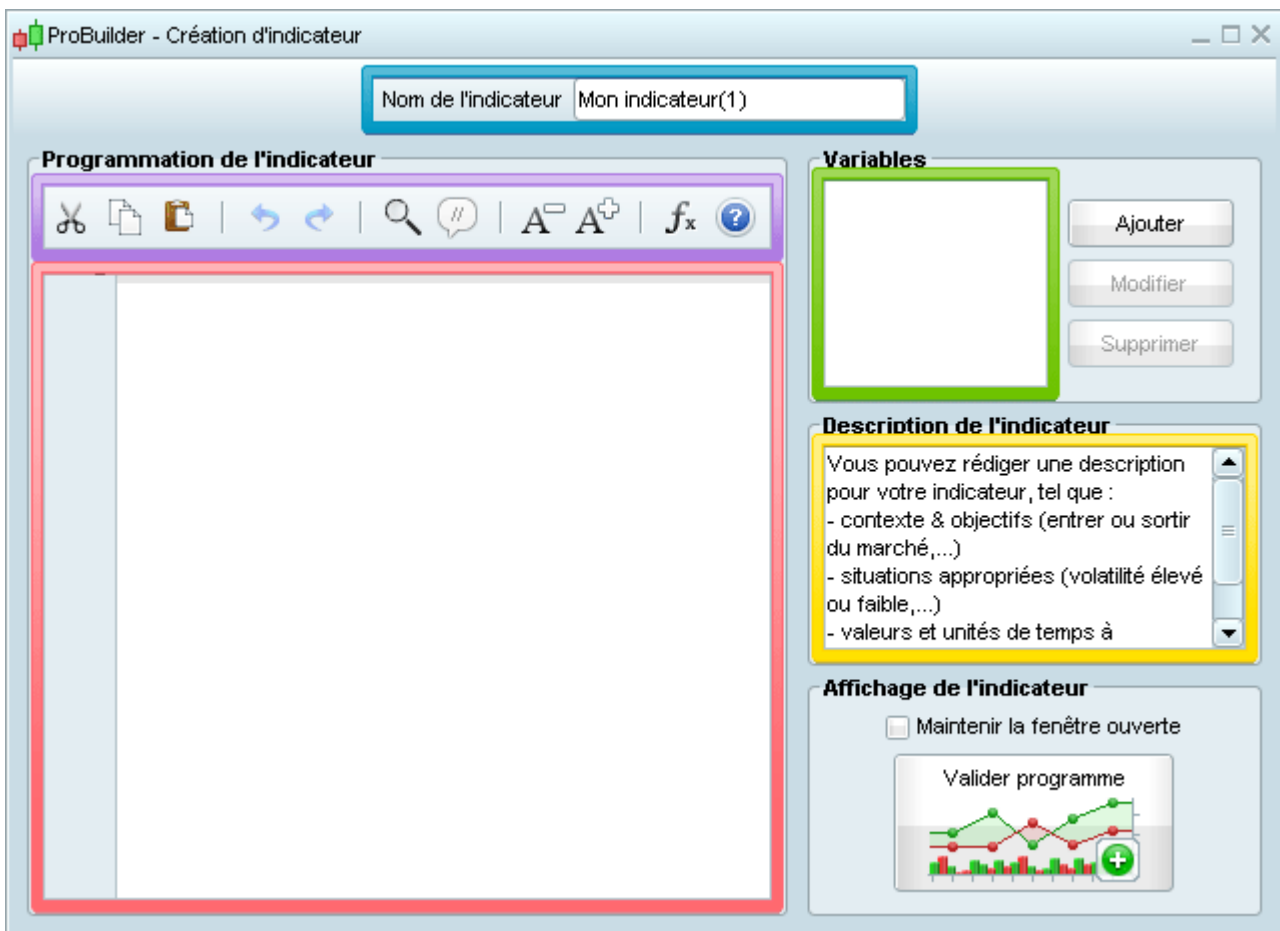 ProBuilder - Création d'indicateur
Nom de l'indicateur Mon indicateur(1)
Programmation de l'indicateur
// A A fx ?
Variables
Ajouter
Modifier
Supprimer
Description de l'indicateur
Vous pouvez rédiger une description
pour votre indicateur, tel que :
- contexte & objectifs (entrer ou sortir
du marché,...)
- situations appropriées (volatilité élevé
ou faible,...)
- valeurs et unités de temps à
Affichage de l'indicateur
Maintenir la fenêtre ouverte
Valider programme